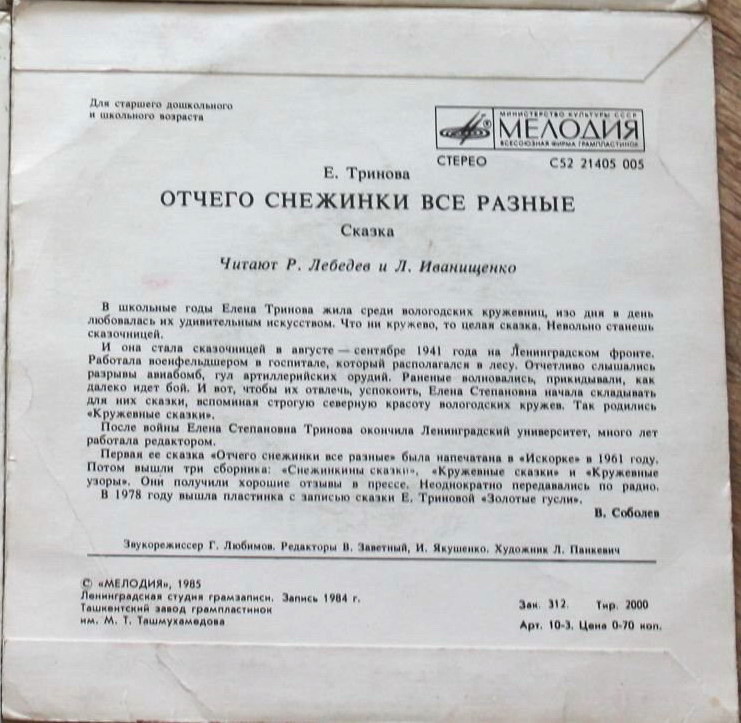 Для старшего дошкольного
и школьного возраста
МИНИСТЕРСТВО КУЛЬТУРЫ СССР
МЕЛОДИЯ
ВСЕСОЮЗНАЯ ФИРМА ГРАМПЛАСТИНОК
СТЕРЕО С52 21405 005
Е. Тринова
ОТЧЕГО СНЕЖИНКИ ВСЕ РАЗНЫЕ
Сказка
Читают Р. Лебедев и Л. Иванищенко
В школьные годы Елена Тринова жила среди вологодских кружевниц, изо дня в день
любовалась их удивительным искусством. Что ни кружево, то целая сказка. Невольно станешь
сказочницей.
И она стала сказочницей в августе — сентябре 1941 года на Ленинградском фронте.
Работала военфельдшером в госпитале, который располагался в лесу. Отчетливо слышались
разрывы авиабомб, гул артиллерийских орудий. Раненые волновались, прикидывали, как
далеко идет бой. И вот, чтобы их отвлечь, успокоить, Елена Степановна начала складывать
для них сказки, вспоминая строгую северную красоту вологодских кружев. Так родились
«Кружевные сказки».
После войны Елена Степановна Тринова окончила Ленинградский университет, много лет
работала редактором.
Первая ее сказка «Отчего снежинки все разные» была напечатана в «Искорке» в 1961 году.
Потом вышли три сборника: «Снежинкины сказки», «Кружевные сказки» и «Кружевные
узоры». Они получили хорошие отзывы в прессе. Неоднократно передавались по радио.
В 1978 году вышла пластинка с записью сказки Е. Триновой «Золотые гусли».
В. Соболев
Звукорежиссер Г. Любимов. Редакторы В. Заветный, И. Якушенко. Художник Л. Панкевич
© «МЕЛОДИЯ», 1985
Ленинградская студия грамзаписи. Запись 1984 г.
Ташкентский завод грампластинок
им. М. Т. Ташмухамедова
Зак. 312. Тир. 2000
Арт. 10-3. Цена 0-70 коп.